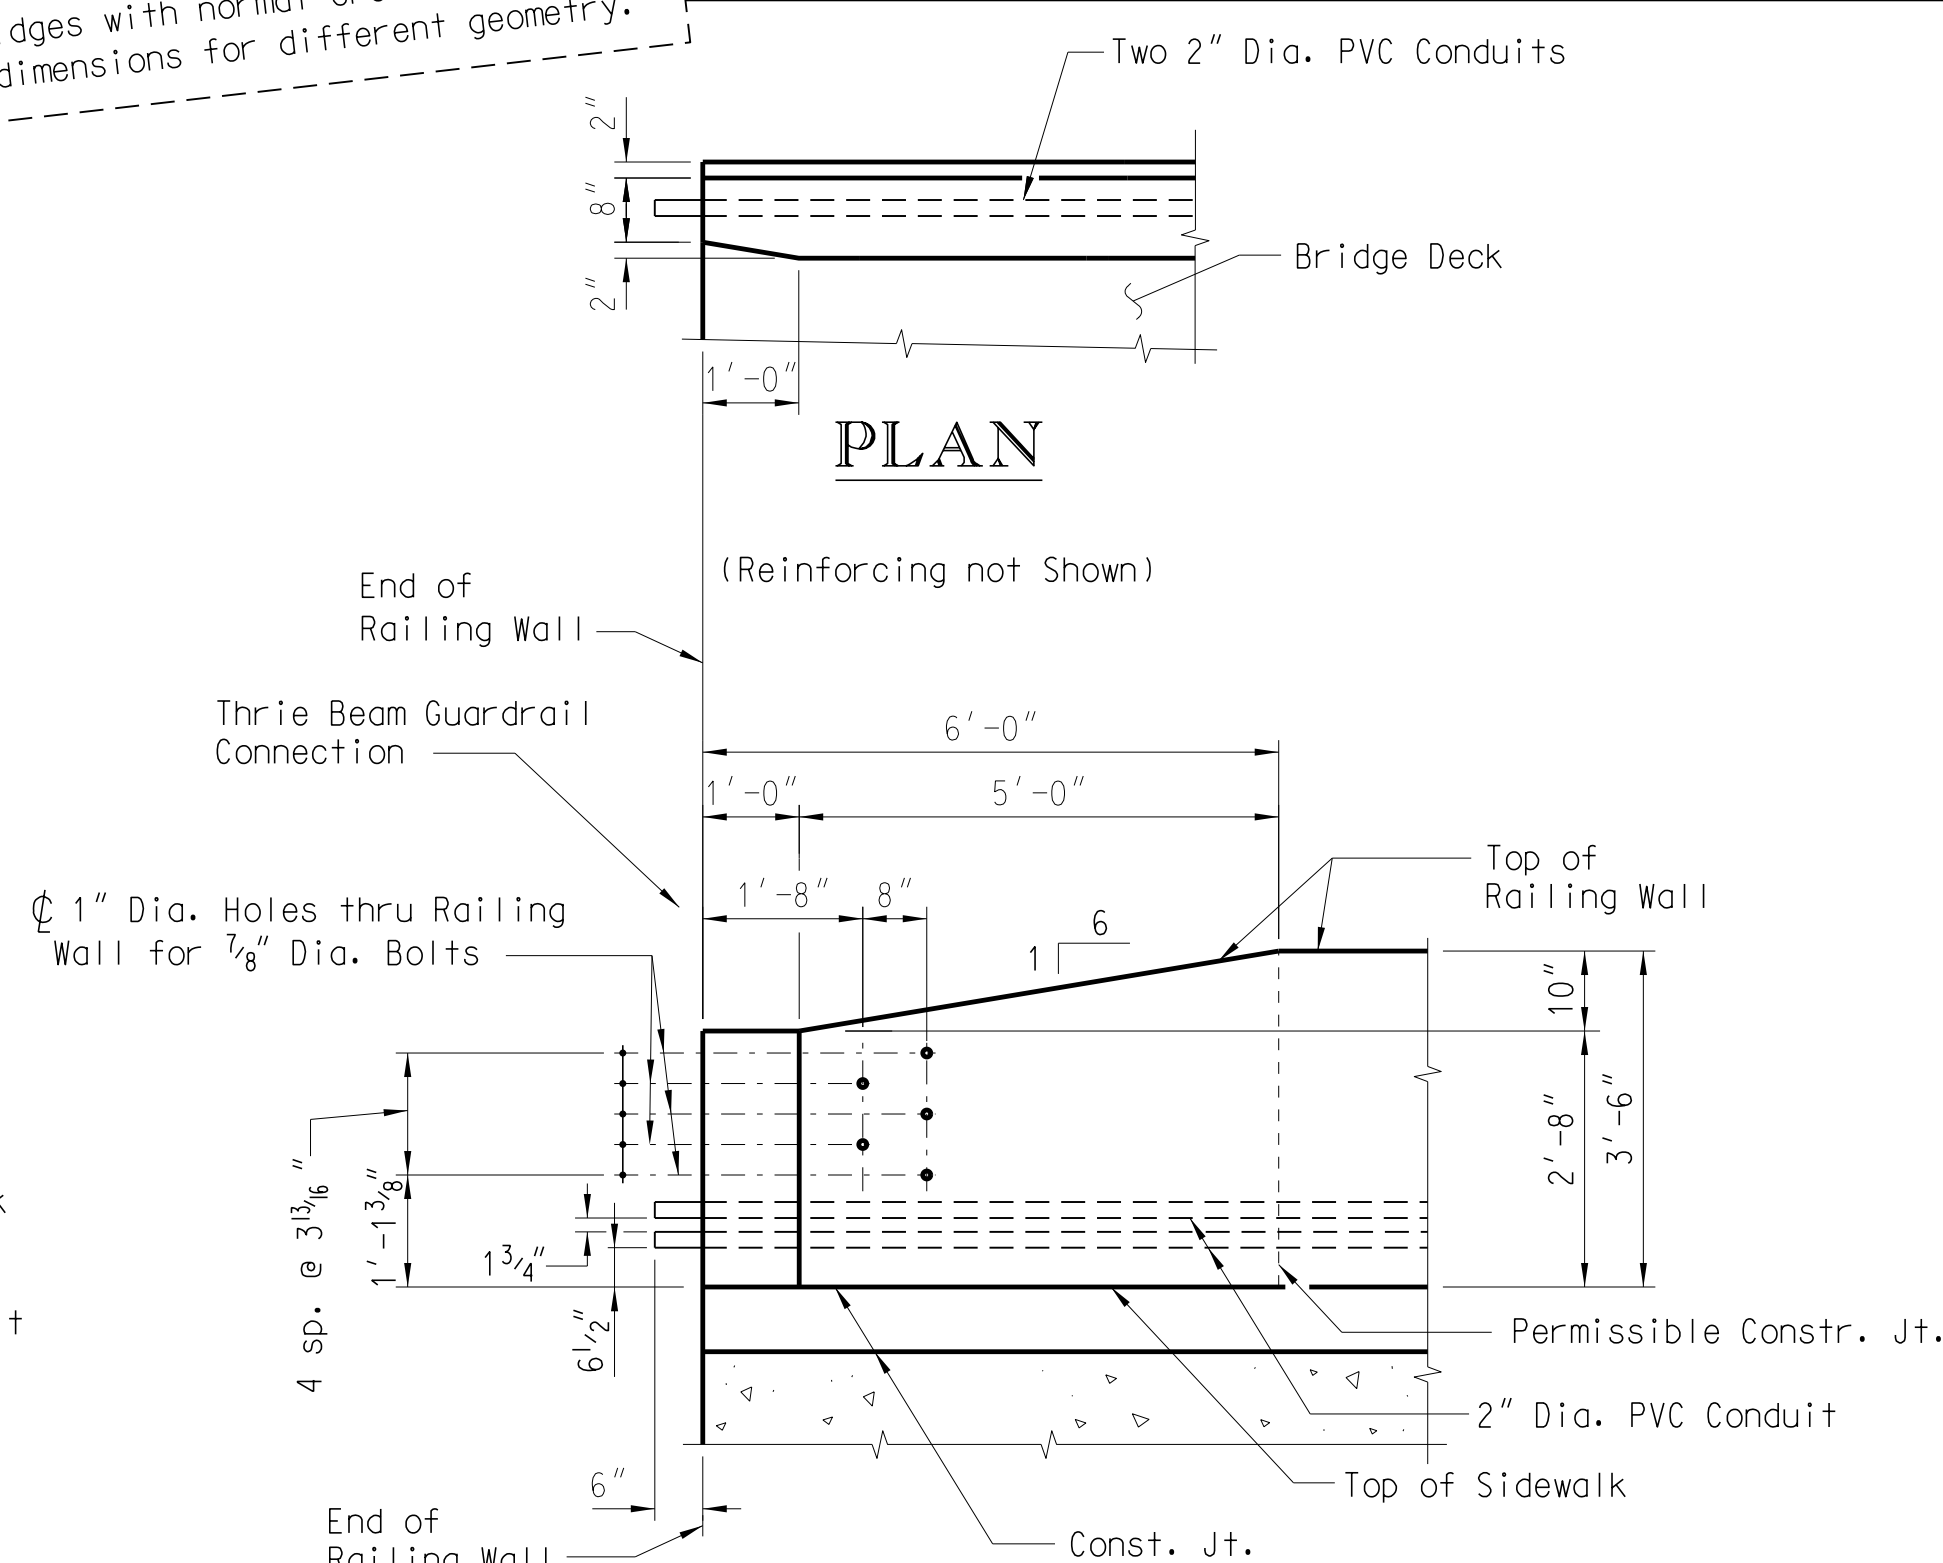 dges with normal
dimensions for different geometry.
Two 2" Dia. PVC Conduits
2"
8"
2"
Bridge Deck
1'-0"
PLAN
(Reinforcing not Shown)
End of
Railing Wall
Thrie Beam Guardrail
Connection
6'-0"
1'-0"
5'-0"
Top of
Railing Wall
1'-8"
8"
℄ 1" Dia. Holes thru Railing
Wall for 7/8" Dia. Bolts
6
1
10"
2'-8"
3'-6"
4 sp. @ 3 13/16"
1'-1 3/8"
1 3/4"
6 1/2"
t
Permissible Constr. Jt.
2" Dia. PVC Conduit
Top of Sidewalk
6"
End of
Railing Wall
Const. Jt.